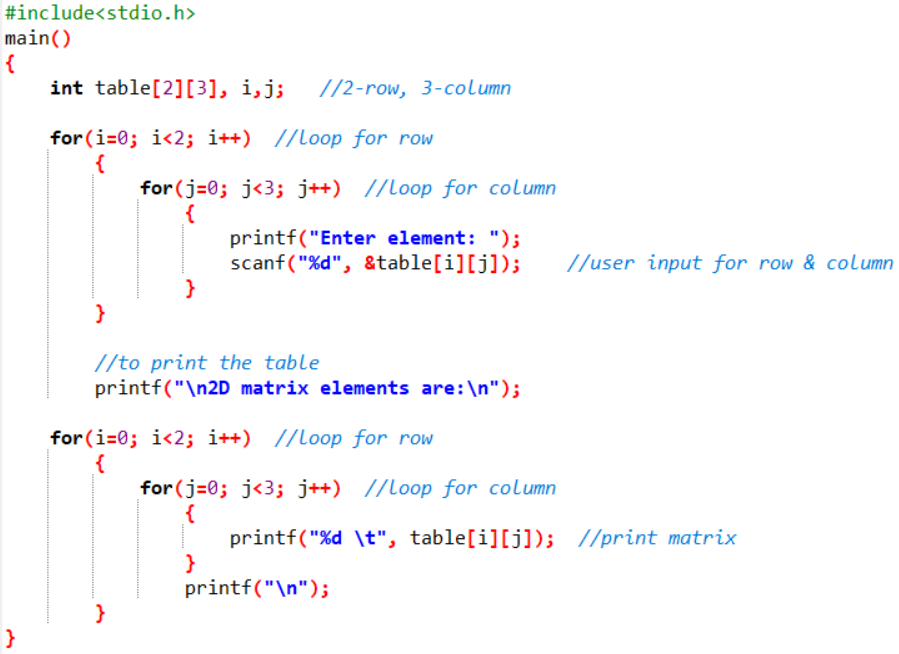 #include<stdio.h>
main()
{
    int table[2][3], i,j;   //2-row, 3-column
    for(i=0; i<2; i++)  //loop for row
        {
            for(j=0; j<3; j++)  //loop for column
                {
                    printf("Enter element: ");
                    scanf("%d", &table[i][j]);    //user input for row & column
                }
        }
        //to print the table
        printf("\n2D matrix elements are:\n");
    for(i=0; i<2; i++)  //loop for row
        {
            for(j=0; j<3; j++)  //loop for column
                {
                    printf("%d \t", table[i][j]);  //print matrix
                }
                printf("\n");
        }
}